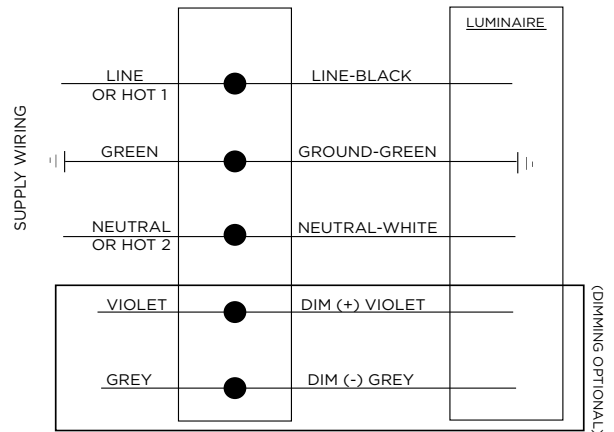 LUMINAIRE
SUPPLY WIRING
LINE
OR HOT 1
LINE-BLACK
GREEN
GROUND-GREEN
NEUTRAL
OR HOT 2
NEUTRAL-WHITE
VIOLET
DIM (+) VIOLET
GREY
DIM (-) GREY
(DIMMING OPTIONAL)